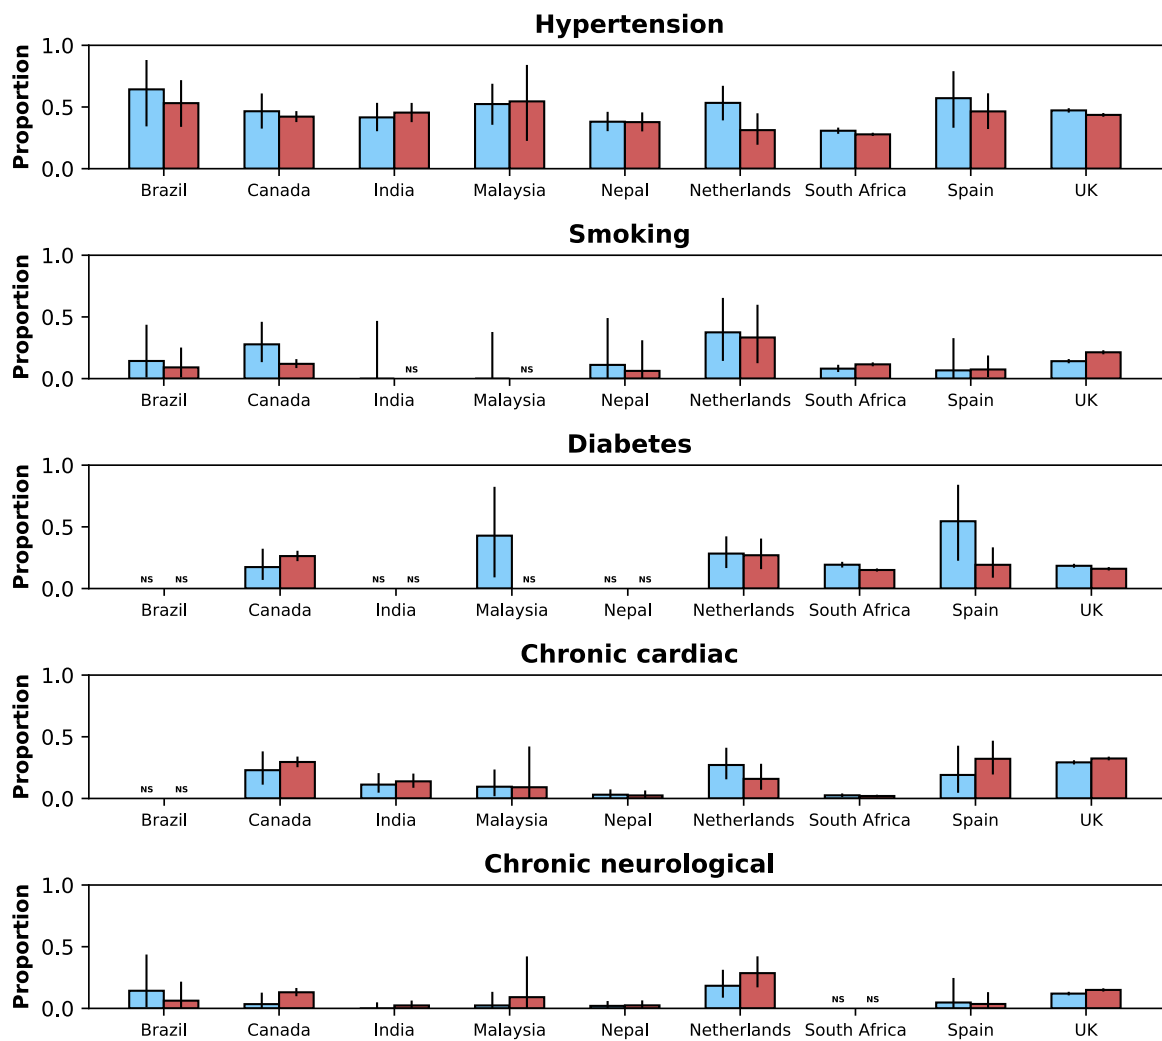 Hypertension
Proportion
1.0
0.5
0.0
Brazil Canada India Malaysia Nepal Netherlands South Africa Spain UK
Smoking
Proportion
1.0
0.5
NS NS
0.0
Brazil Canada India Malaysia Nepal Netherlands South Africa Spain UK
Diabetes
Proportion
1.0
0.5
NS NS NS NS NS NS NS
0.0
Brazil Canada India Malaysia Nepal Netherlands South Africa Spain UK
Chronic cardiac
Proportion
1.0
0.5
NS NS
0.0
Brazil Canada India Malaysia Nepal Netherlands South Africa Spain UK
Chronic neurological
Proportion
1.0
0.5
NS NS
0.0
Brazil Canada India Malaysia Nepal Netherlands South Africa Spain UK